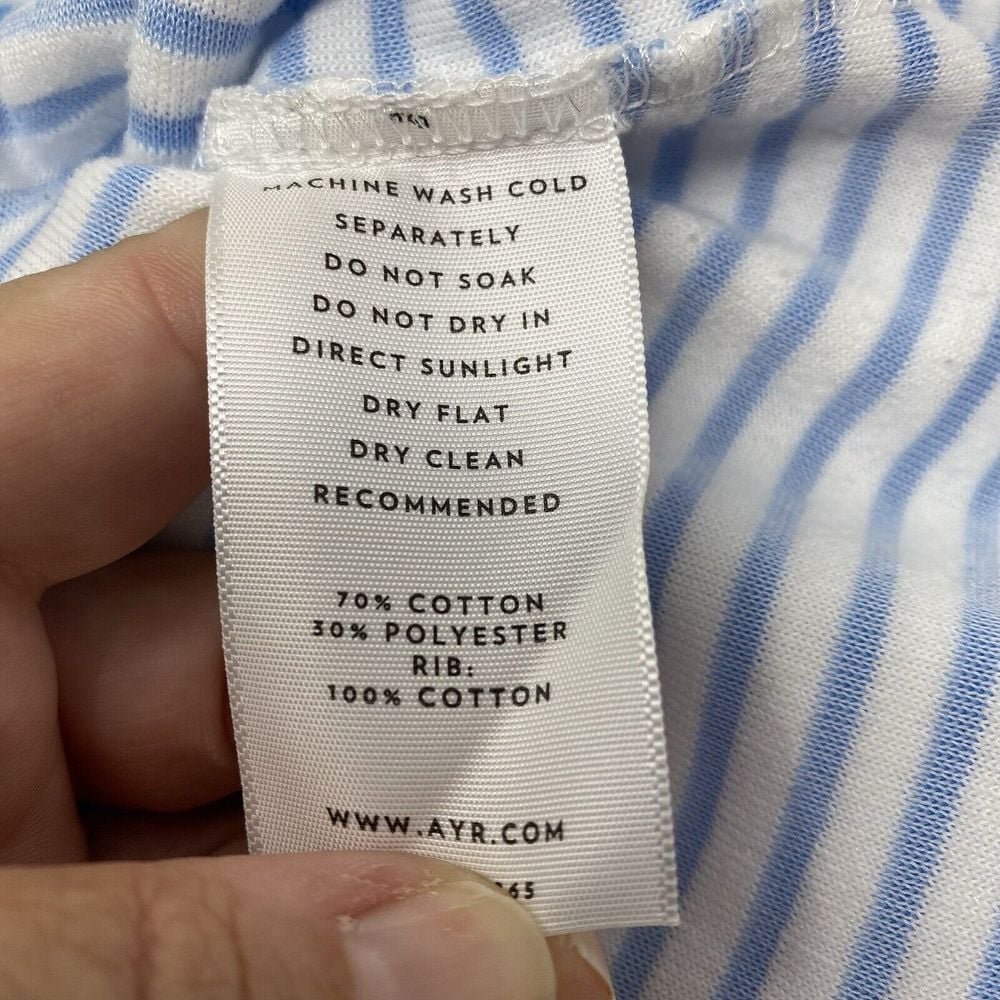 MACHINE WASH COLD
SEPARATELY
DO NOT SOAK
DO NOT DRY IN
DIRECT SUNLIGHT
DRY FLAT
DRY CLEAN
RECOMMENDED
70% COTTON
30% POLYESTER
RIB:
100% COTTON
WWW.AYR.COM
65